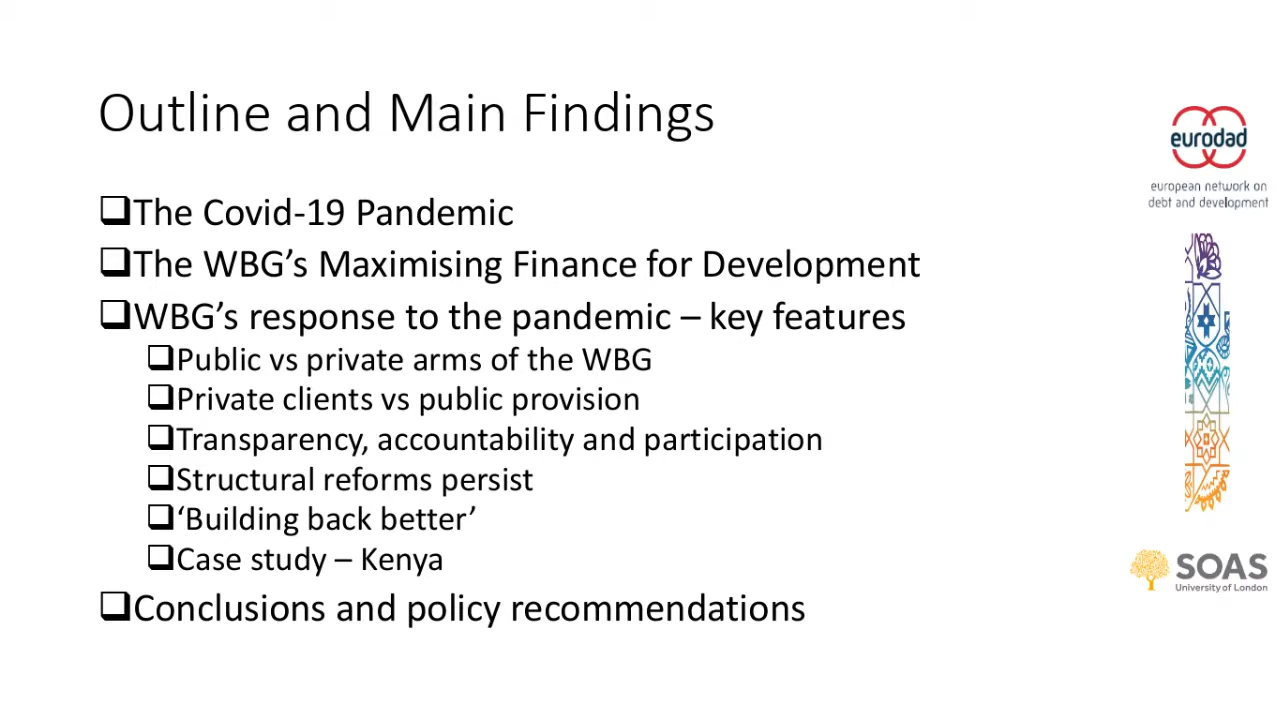 Outline and Main Findings
The Covid-19 Pandemic
The WBG’s Maximising Finance for Development
WBG’s response to the pandemic – key features
Public vs private arms of the WBG
Private clients vs public provision
Transparency, accountability and participation
Structural reforms persist
‘Building back better’
Case study – Kenya
Conclusions and policy recommendations
eurodad
european network on
debt and development
SOAS
University of London